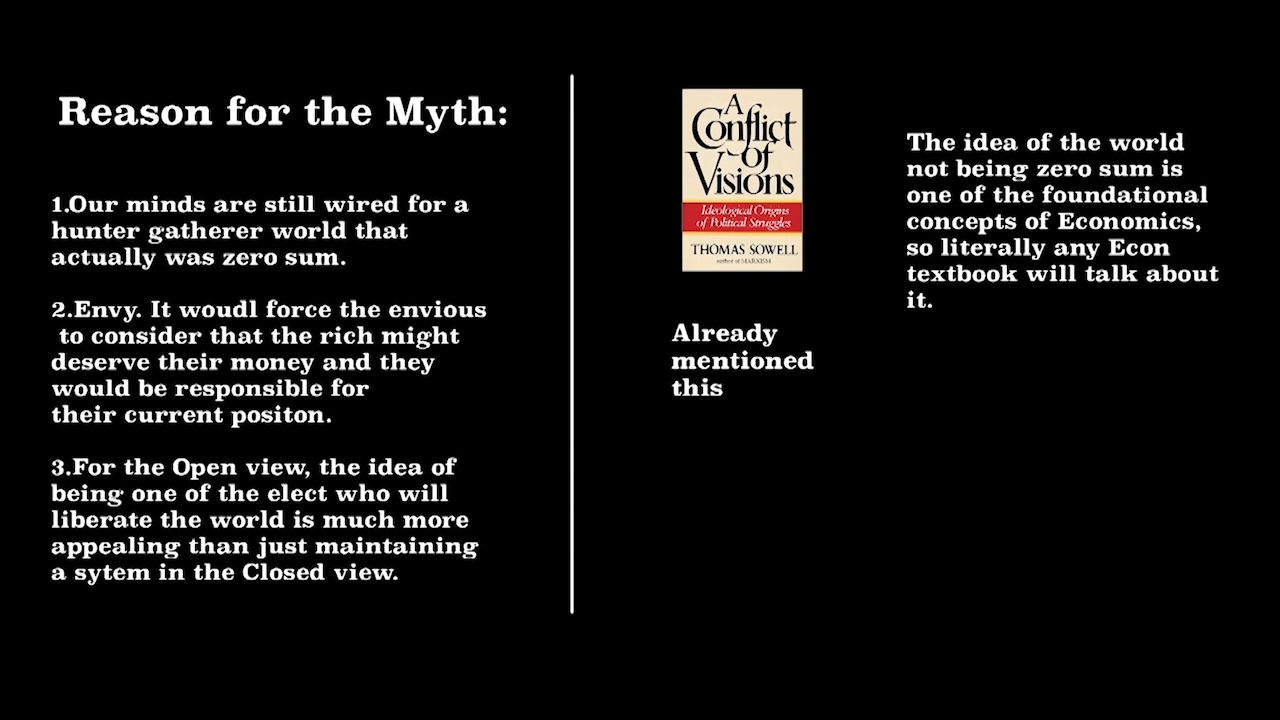 Reason for the Myth:
1.Our minds are still wired for a
hunter gatherer world that
actually was zero sum.
2.Envy. It woudl force the envious
to consider that the rich might
deserve their money and they
would be responsible for
their current positon.
3.For the Open view, the idea of
being one of the elect who will
liberate the world is much more
appealing than just maintaining
a sytem in the Closed view.
A
Conflict
of
Visions
Ideological Origins
of Political Struggles
THOMAS SOWELL
author of MARXISM
Already
mentioned
this
The idea of the world
not being zero sum is
one of the foundational
concepts of Economics,
so literally any Econ
textbook will talk about
it.